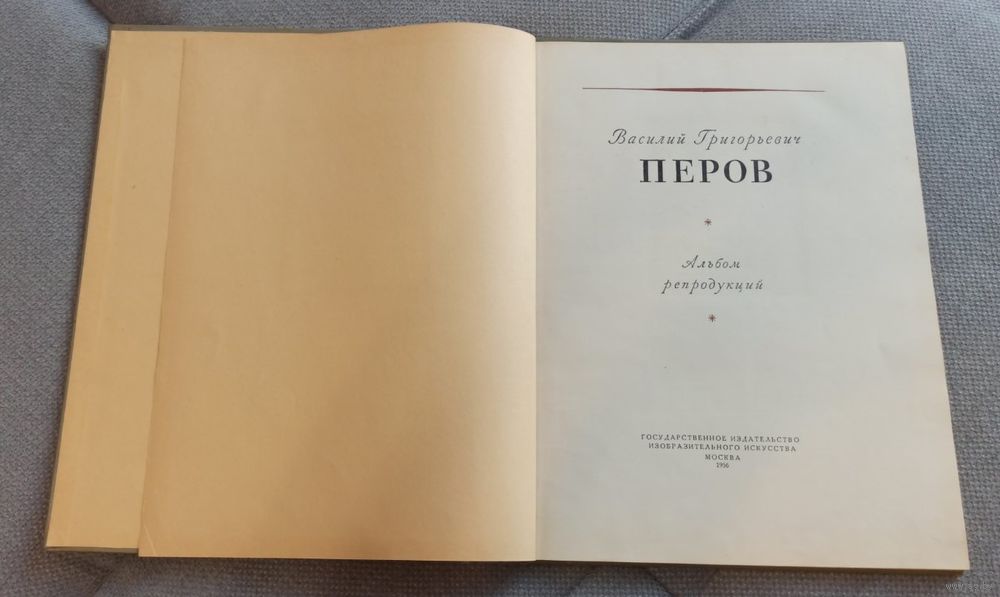 Василий Григорьевич
ПЕРОВ
*
Альбом
репродукций
*
ГОСУДАРСТВЕННОЕ ИЗДАТЕЛЬСТВО
ИЗОБРАЗИТЕЛЬНОГО ИСКУССТВА
МОСКВА
1956